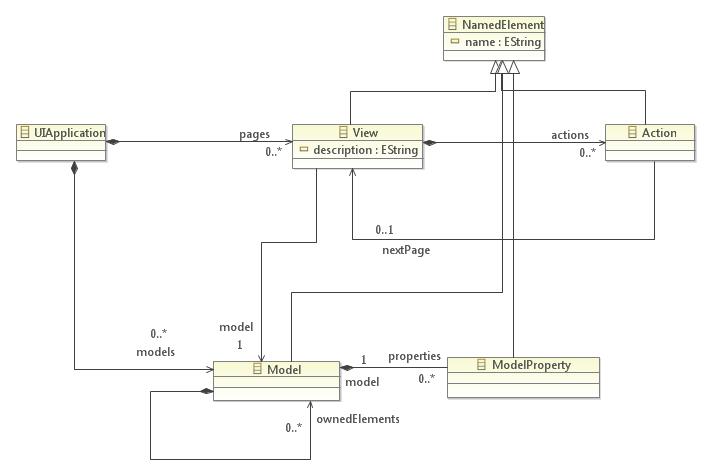 NamedElement
name : EString
UIApplication
pages
0..*
View
description : EString
actions
0..*
Action
0..1
nextPage
0..*
models
model
1
Model
1
model
properties
0..*
ModelProperty
ownedElements
0..*